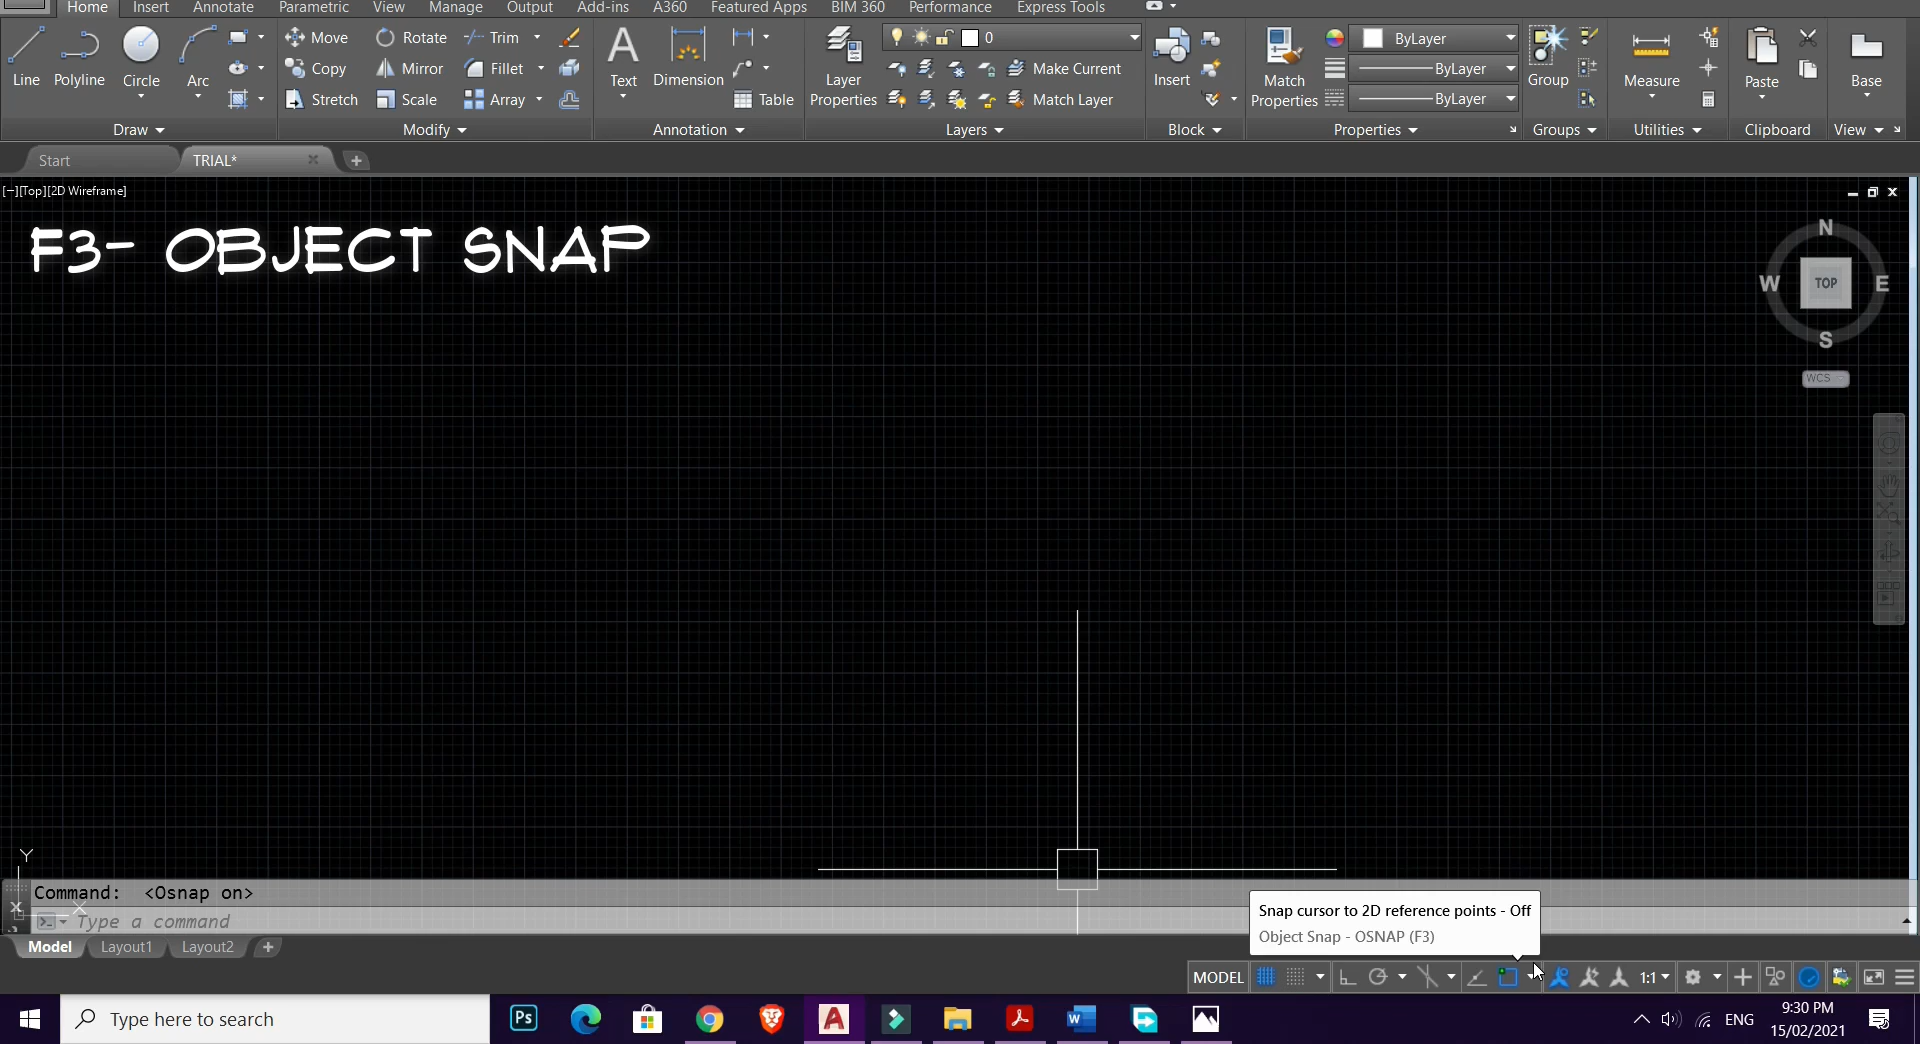 Home Insert Annotate Parametric View Manage Output Add-ins A360 Featured Apps BIM 360 Performance Express Tools
Line Polyline Circle Arc
Move Rotate Trim
Copy Mirror Fillet
Stretch Scale Array
Text Dimension
Table
Layer Properties
0
Make Current
Match Layer
Insert
Match Properties
ByLayer
ByLayer
ByLayer
Group
Measure
Paste
Base
Draw Modify Annotation Layers Block Properties Groups Utilities Clipboard View
Start TRIAL*
[−][Top][2D Wireframe]
F3- OBJECT SNAP
N
W TOP E
S
WCS
Y
X
Command: <Osnap on>
Type a command
Snap cursor to 2D reference points - Off
Object Snap - OSNAP (F3)
Model Layout1 Layout2
MODEL 1:1
Type here to search
Ps
ENG
9:30 PM
15/02/2021